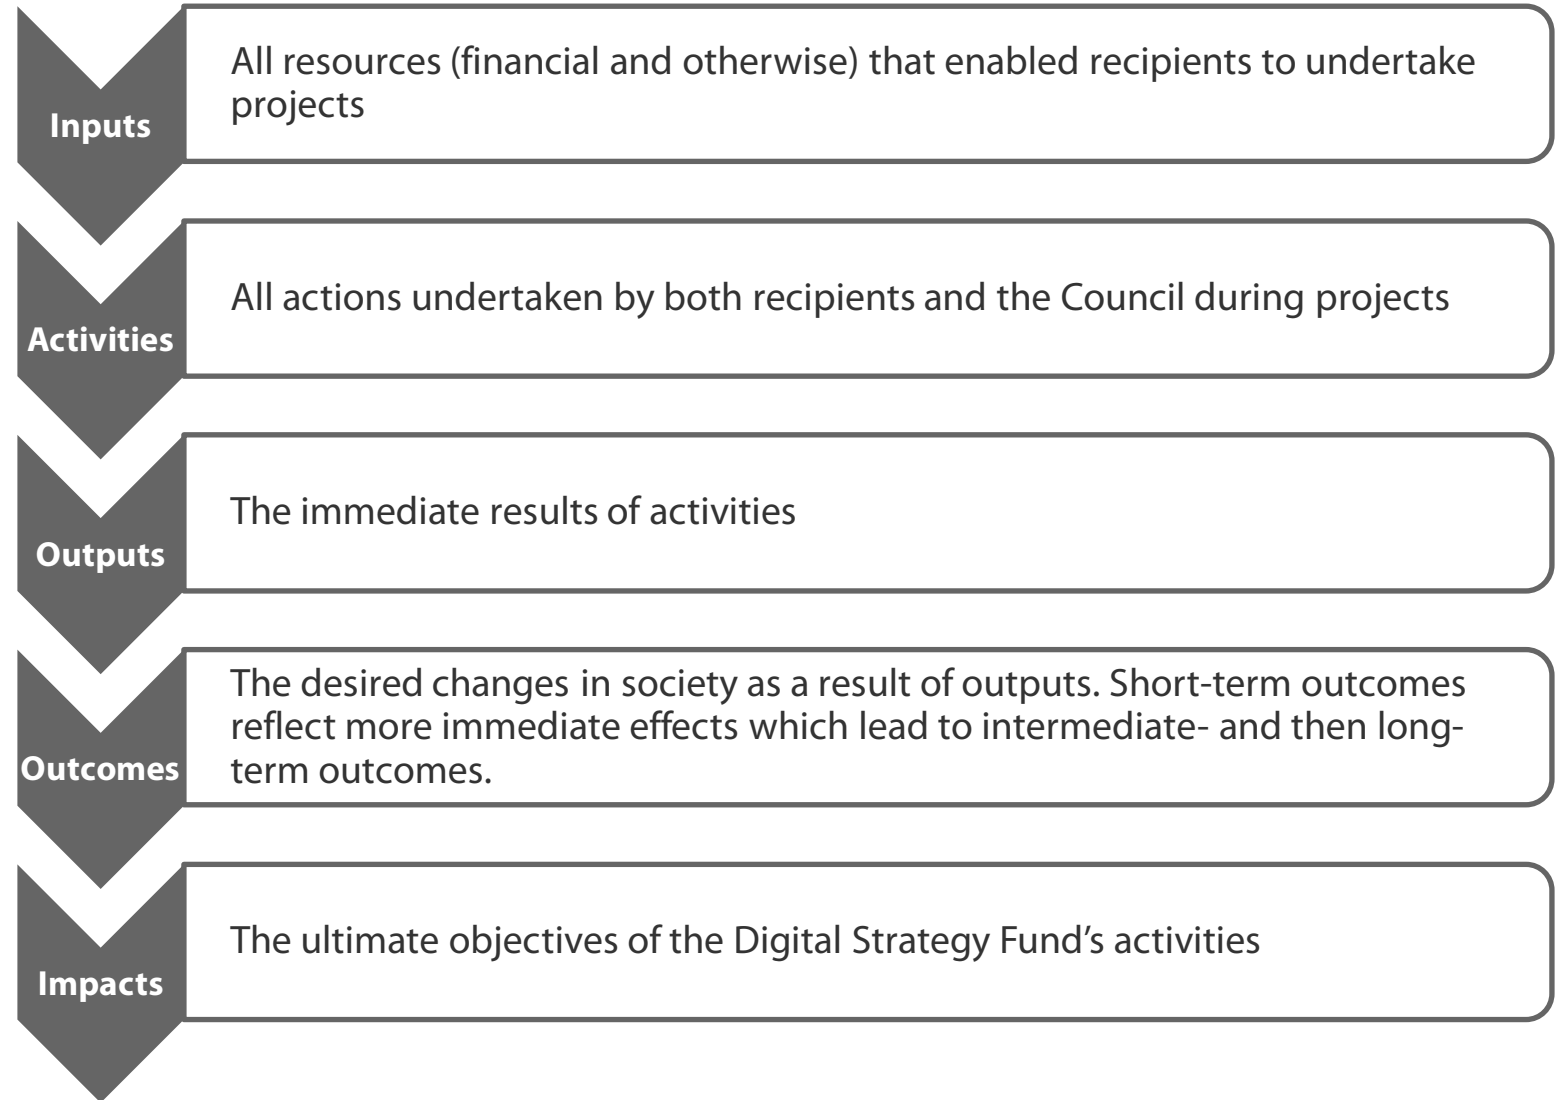 All resources (financial and otherwise) that enabled recipients to undertake
projects
Inputs
All actions undertaken by both recipients and the Council during projects
Activities
The immediate results of activities
Outputs
The desired changes in society as a result of outputs. Short-term outcomes
reflect more immediate effects which lead to intermediate- and then long-
term outcomes.
Outcomes
The ultimate objectives of the Digital Strategy Fund’s activities
Impacts